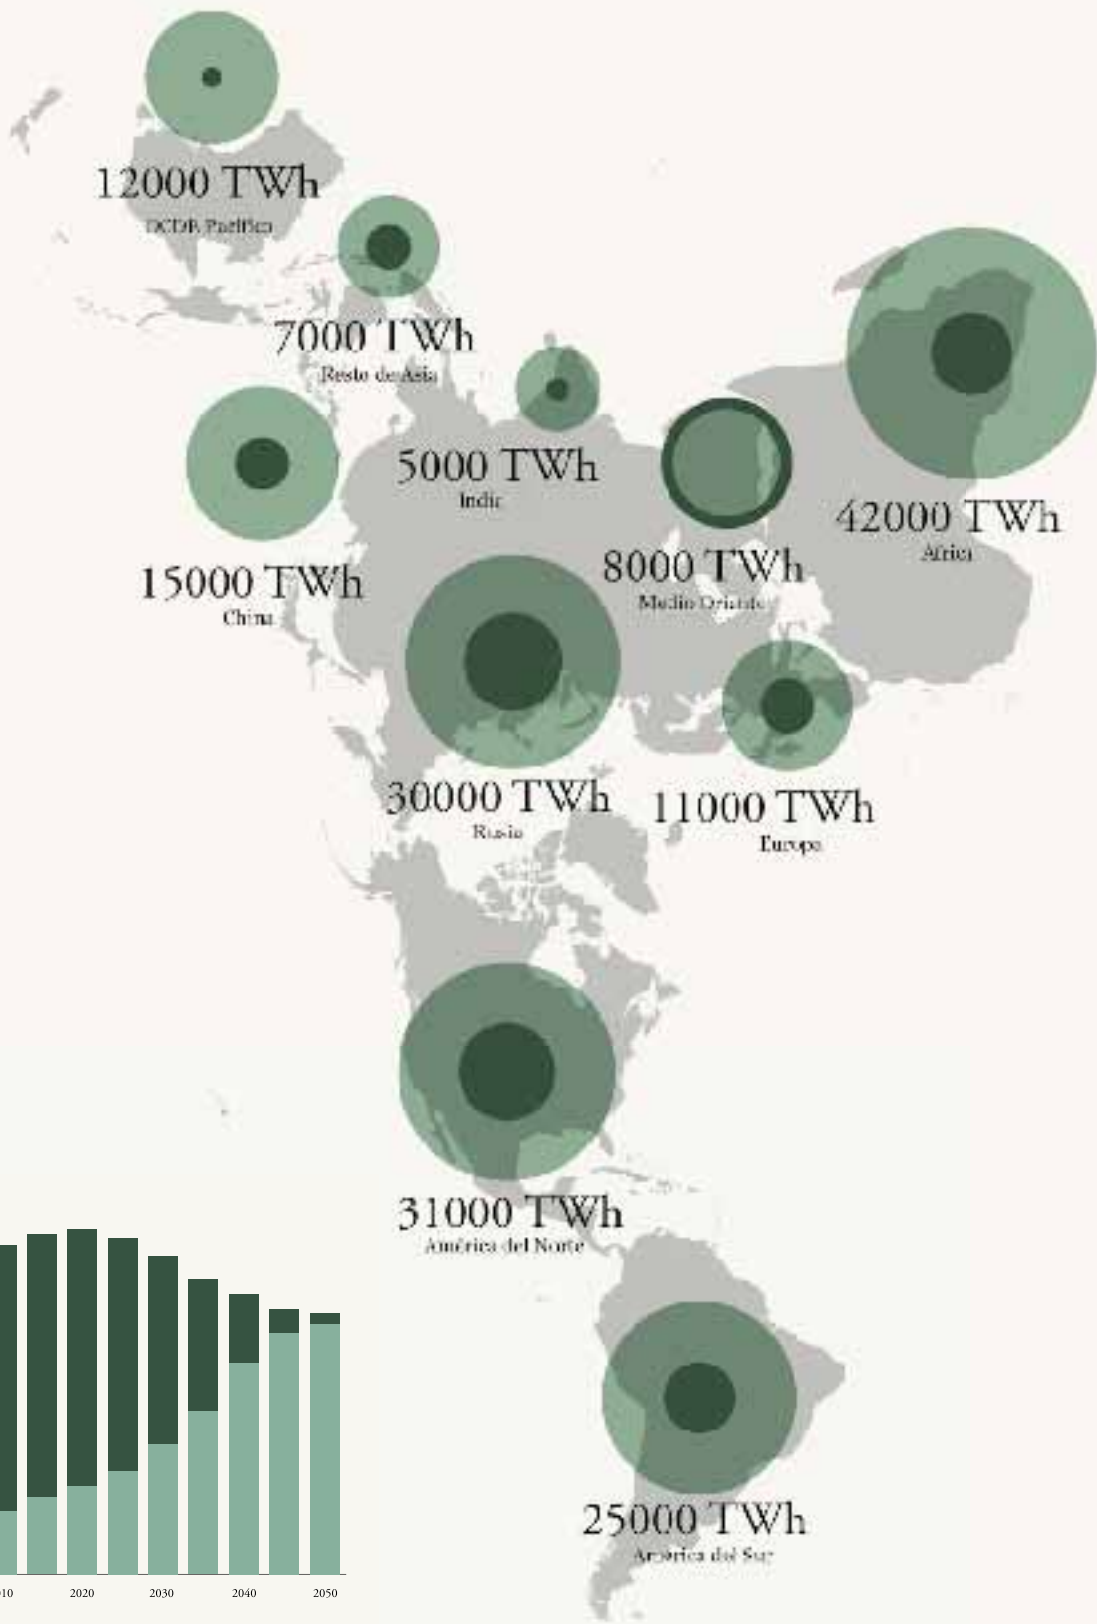 12000 TWh
OCDE Pacífico
7000 TWh
Resto de Asia
5000 TWh
India
15000 TWh
China
8000 TWh
Medio Oriente
42000 TWh
Africa
30000 TWh
Rusia
11000 TWh
Europa
31000 TWh
América del Norte
25000 TWh
América del Sur
10 2020 2030 2040 2050